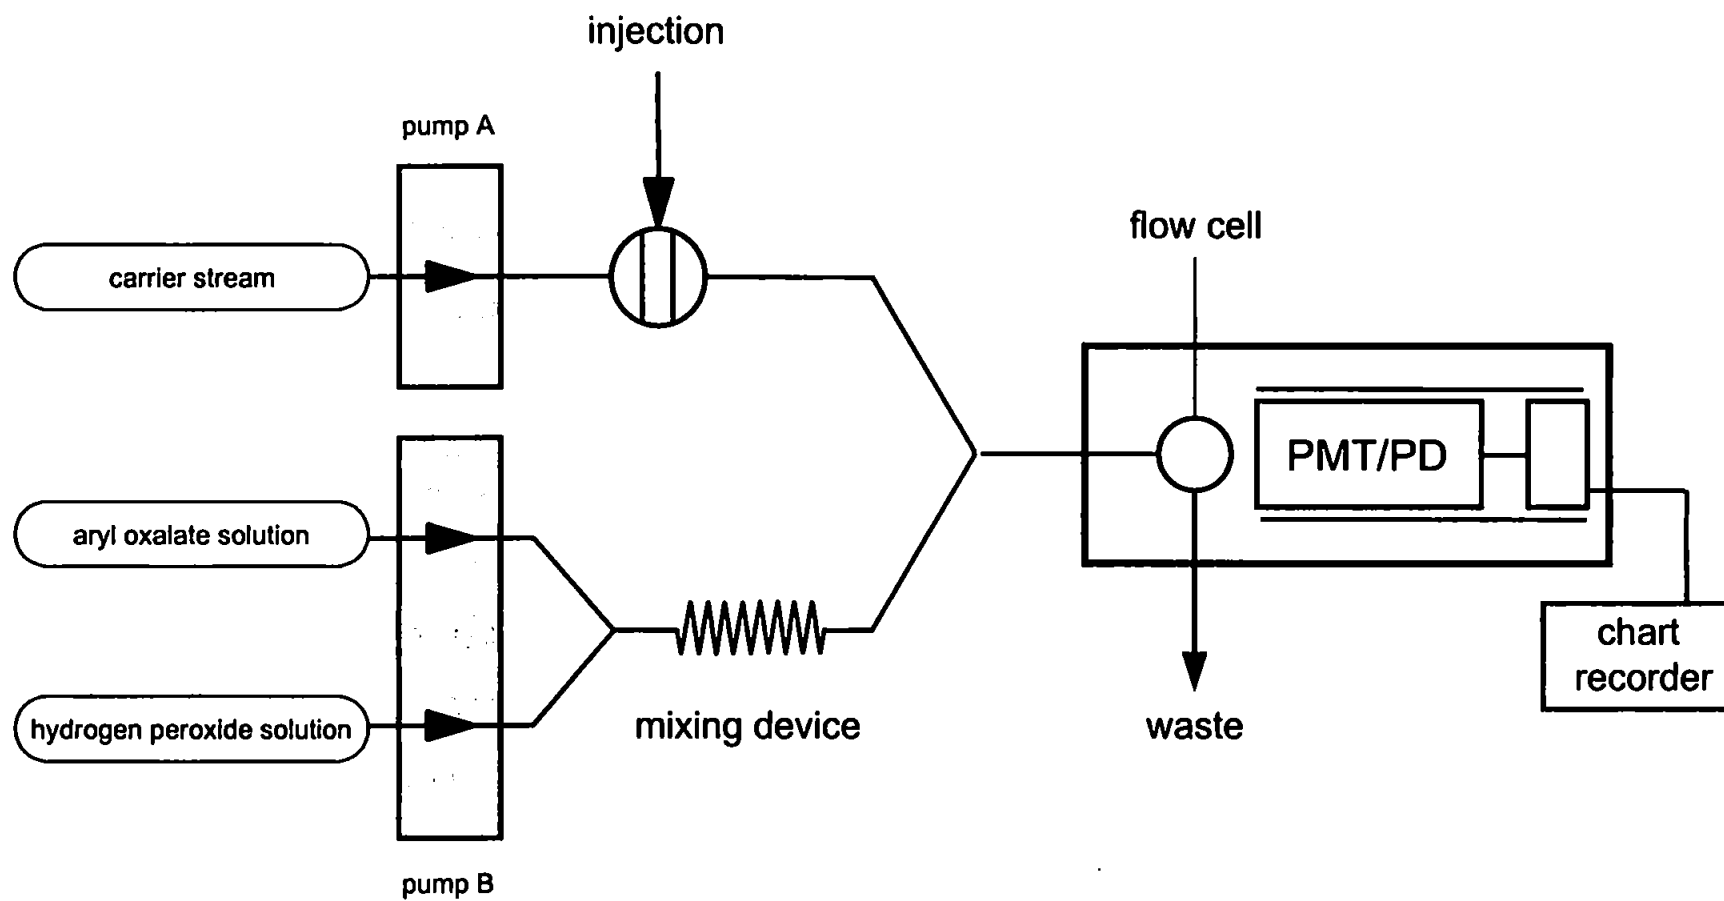 injection
pump A
carrier stream
flow cell
PMT/PD
aryl oxalate solution
chart
recorder
hydrogen peroxide solution
mixing device
waste
pump B